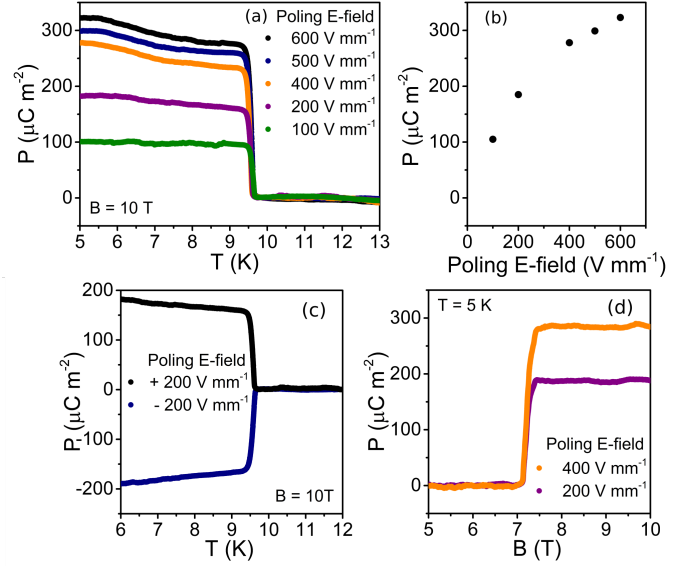 (a)
Poling E-field
600 V mm⁻¹
500 V mm⁻¹
400 V mm⁻¹
200 V mm⁻¹
100 V mm⁻¹
B = 10 T
P (μC m⁻²)
300
200
100
0
5 6 7 8 9 10 11 12 13
T (K)
(b)
P (μC m⁻²)
300
200
100
0
0 200 400 600
Poling E-field (V mm⁻¹)
(c)
Poling E-field
+ 200 V mm⁻¹
- 200 V mm⁻¹
B = 10T
P (μC m⁻²)
200
100
0
-100
-200
6 7 8 9 10 11 12
T (K)
T = 5 K
(d)
Poling E-field
400 V mm⁻¹
200 V mm⁻¹
P (μC m⁻²)
300
200
100
0
5 6 7 8 9 10
B (T)